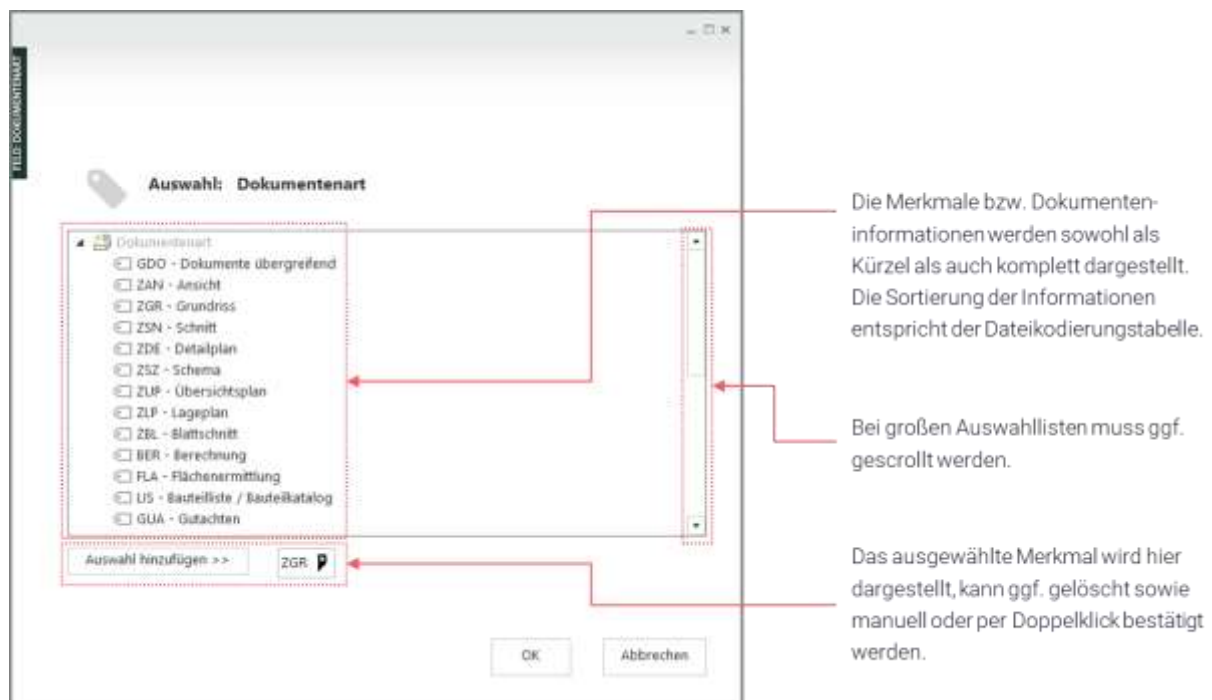 FELD: DOKUMENTENART
Auswahl: Dokumentenart
Dokumentenart
GDO - Dokumente übergreifend
ZAN - Ansicht
ZGR - Grundriss
ZSN - Schnitt
ZDE - Detailplan
ZSZ - Schema
ZUP - Übersichtsplan
ZLP - Lageplan
ZBL - Blattschnitt
BER - Berechnung
FLA - Flächenermittlung
LIS - Bauteilliste / Bauteilkatalog
GUA - Gutachten
Auswahl hinzufügen >>
ZGR
OK
Abbrechen
Die Merkmale bzw. Dokumenten-
informationen werden sowohl als
Kürzel als auch komplett dargestellt.
Die Sortierung der Informationen
entspricht der Dateikodierungstabelle.
Bei großen Auswahllisten muss ggf.
gescrollt werden.
Das ausgewählte Merkmal wird hier
dargestellt, kann ggf. gelöscht sowie
manuell oder per Doppelklick bestätigt
werden.